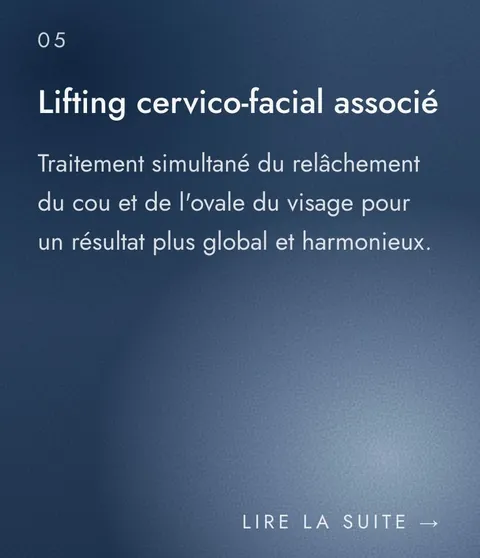 05
Lifting cervico-facial associé
Traitement simultané du relâchement
du cou et de l'ovale du visage pour
un résultat plus global et harmonieux.
LIRE LA SUITE →